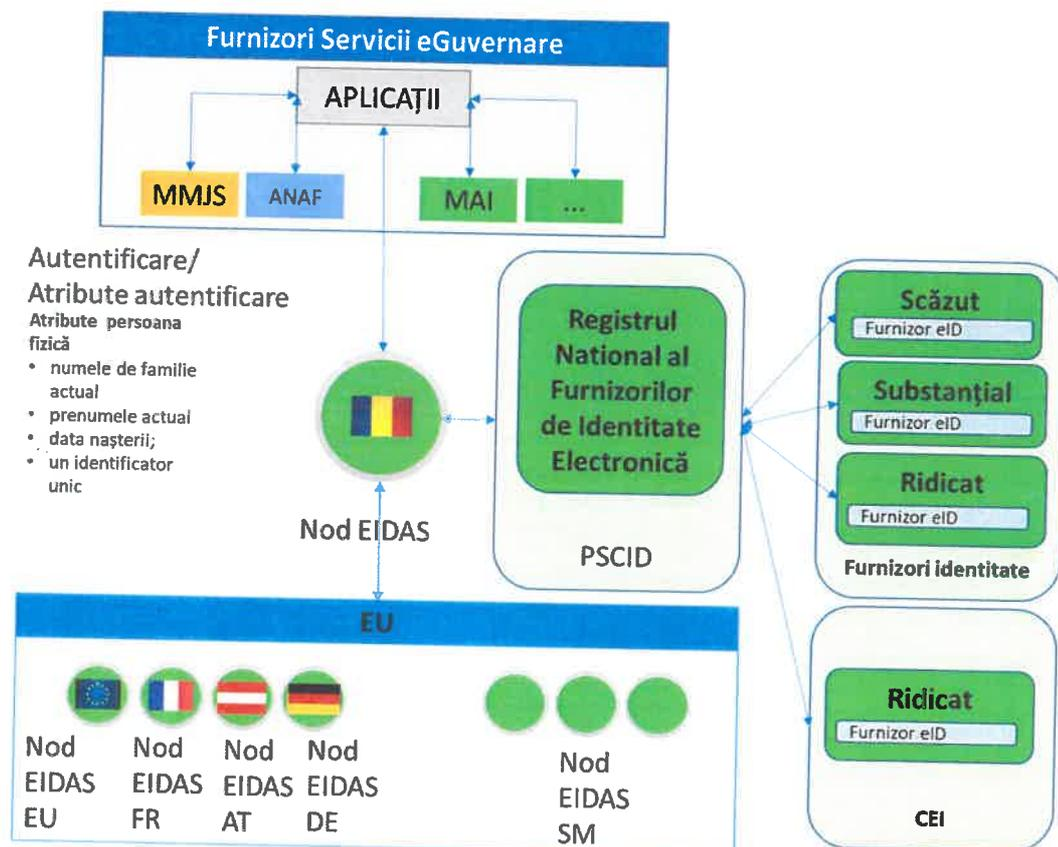 Furnizori Servicii eGuvernare
APLICAȚII
MMJS
ANAF
MAI
...
Autentificare/
Atribute autentificare
Atribute persoana
fizică
• numele de familie
actual
• prenumele actual
• data nașterii;
• un identificator
unic
Nod EIDAS
Registrul
Național al
Furnizorilor
de Identitate
Electronică
PSCID
Scăzut
Furnizor eID
Substanțial
Furnizor eID
Ridicat
Furnizor eID
Furnizori identitate
Ridicat
Furnizor eID
CEI
EU
Nod
EIDAS
EU
Nod
EIDAS
FR
Nod
EIDAS
AT
Nod
EIDAS
DE
Nod
EIDAS
SM